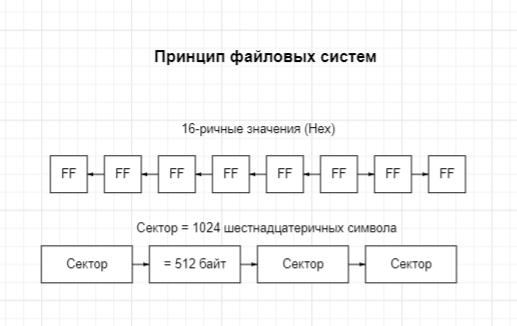 Принцип файловых систем
16-ричные значения (Hex)
FF FF FF FF FF FF FF FF
Сектор = 1024 шестнадцатеричных символа
Сектор = 512 байт Сектор Сектор